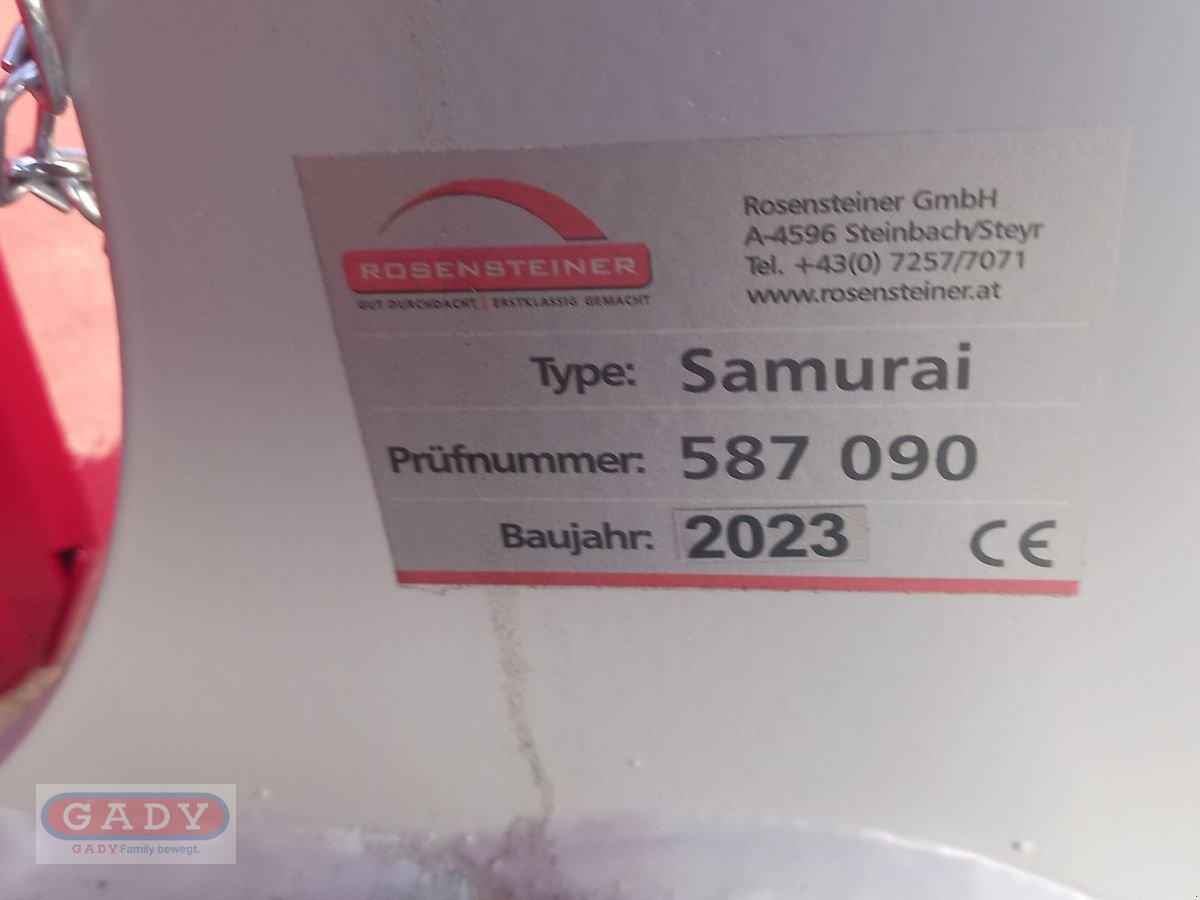 ROSENSTEINER
GUT DURCHDACHT | ERSTKLASSIG GEMACHT
Rosensteiner GmbH
A-4596 Steinbach/Steyr
Tel. +43(0) 7257/7071
www.rosensteiner.at
Type: Samurai
Prüfnummer: 587 090
Baujahr: 2023 CE
GADY
GADY Family bewegt.